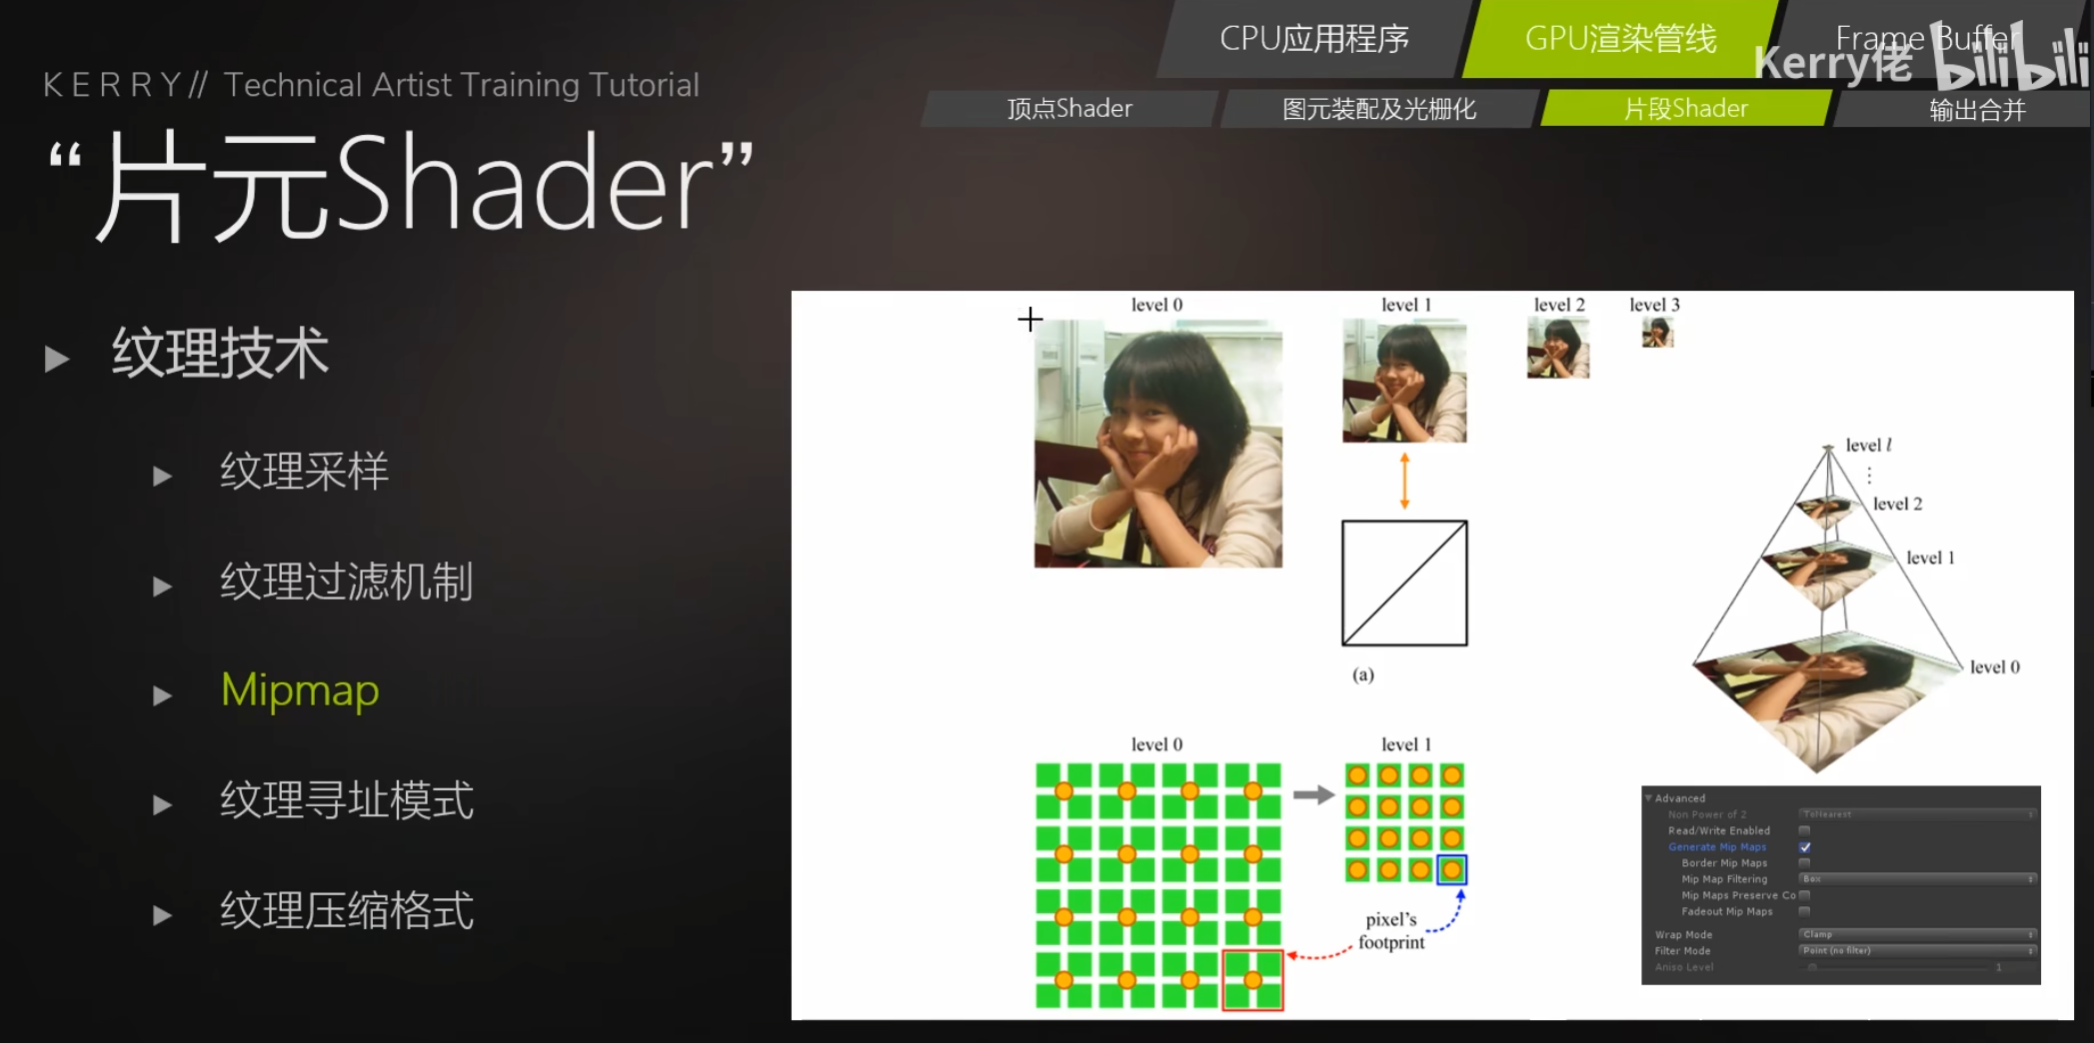 CPU应用程序
GPU渲染管线
Frame Buffer
Kerry佬 bilibili
KERRY// Technical Artist Training Tutorial
顶点Shader
图元装配及光栅化
片段Shader
输出合并
“片元Shader”
纹理技术
纹理采样
纹理过滤机制
Mipmap
纹理寻址模式
纹理压缩格式
level 0
level 1
level 2
level 3
(a)
level l
level 2
level 1
level 0
level 0
level 1
pixel's
footprint
Advanced
Non Power of 2
ToNearest
Read/Write Enabled
Generate Mip Maps
Border Mip Maps
Mip Map Filtering
Box
Mip Maps Preserve Co
Fadeout Mip Maps
Wrap Mode
Clamp
Filter Mode
Point (no filter)
Aniso Level
1